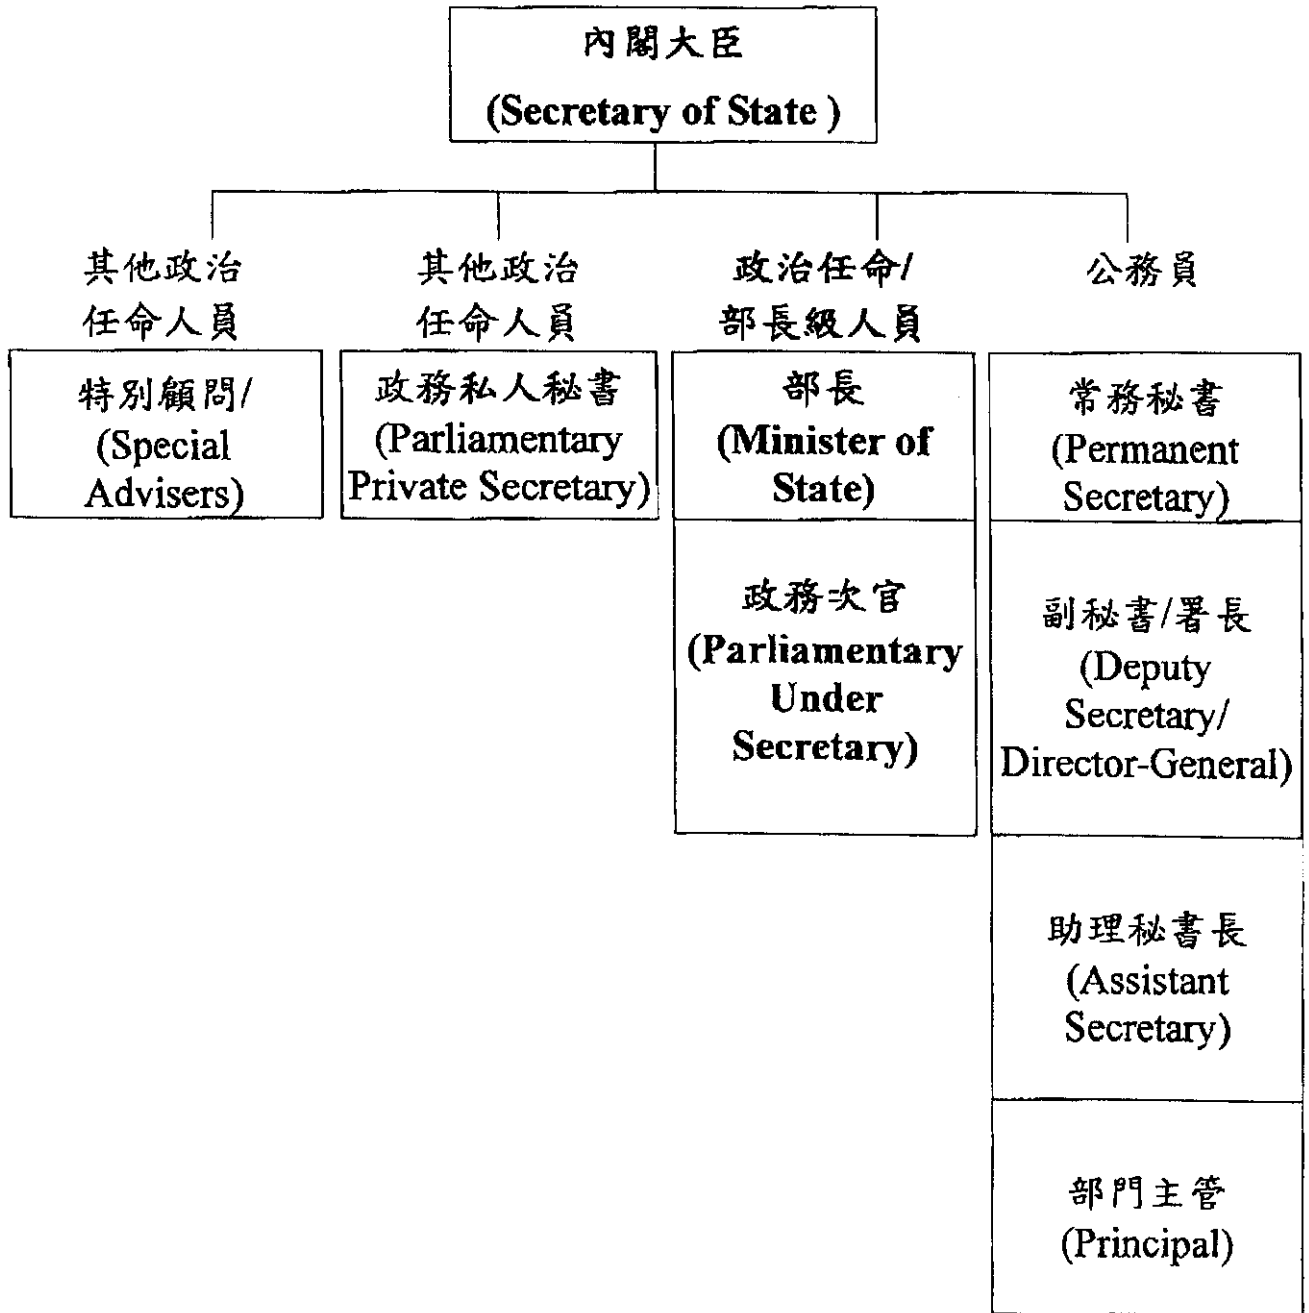 內閣大臣
(Secretary of State )
其他政治
任命人員
特別顧問/
(Special
Advisers)
其他政治
任命人員
政務私人秘書
(Parliamentary
Private Secretary)
政治任命/
部長級人員
部長
(Minister of
State)
政務次官
(Parliamentary
Under
Secretary)
公務員
常務秘書
(Permanent
Secretary)
副秘書/署長
(Deputy
Secretary/
Director-General)
助理秘書長
(Assistant
Secretary)
部門主管
(Principal)